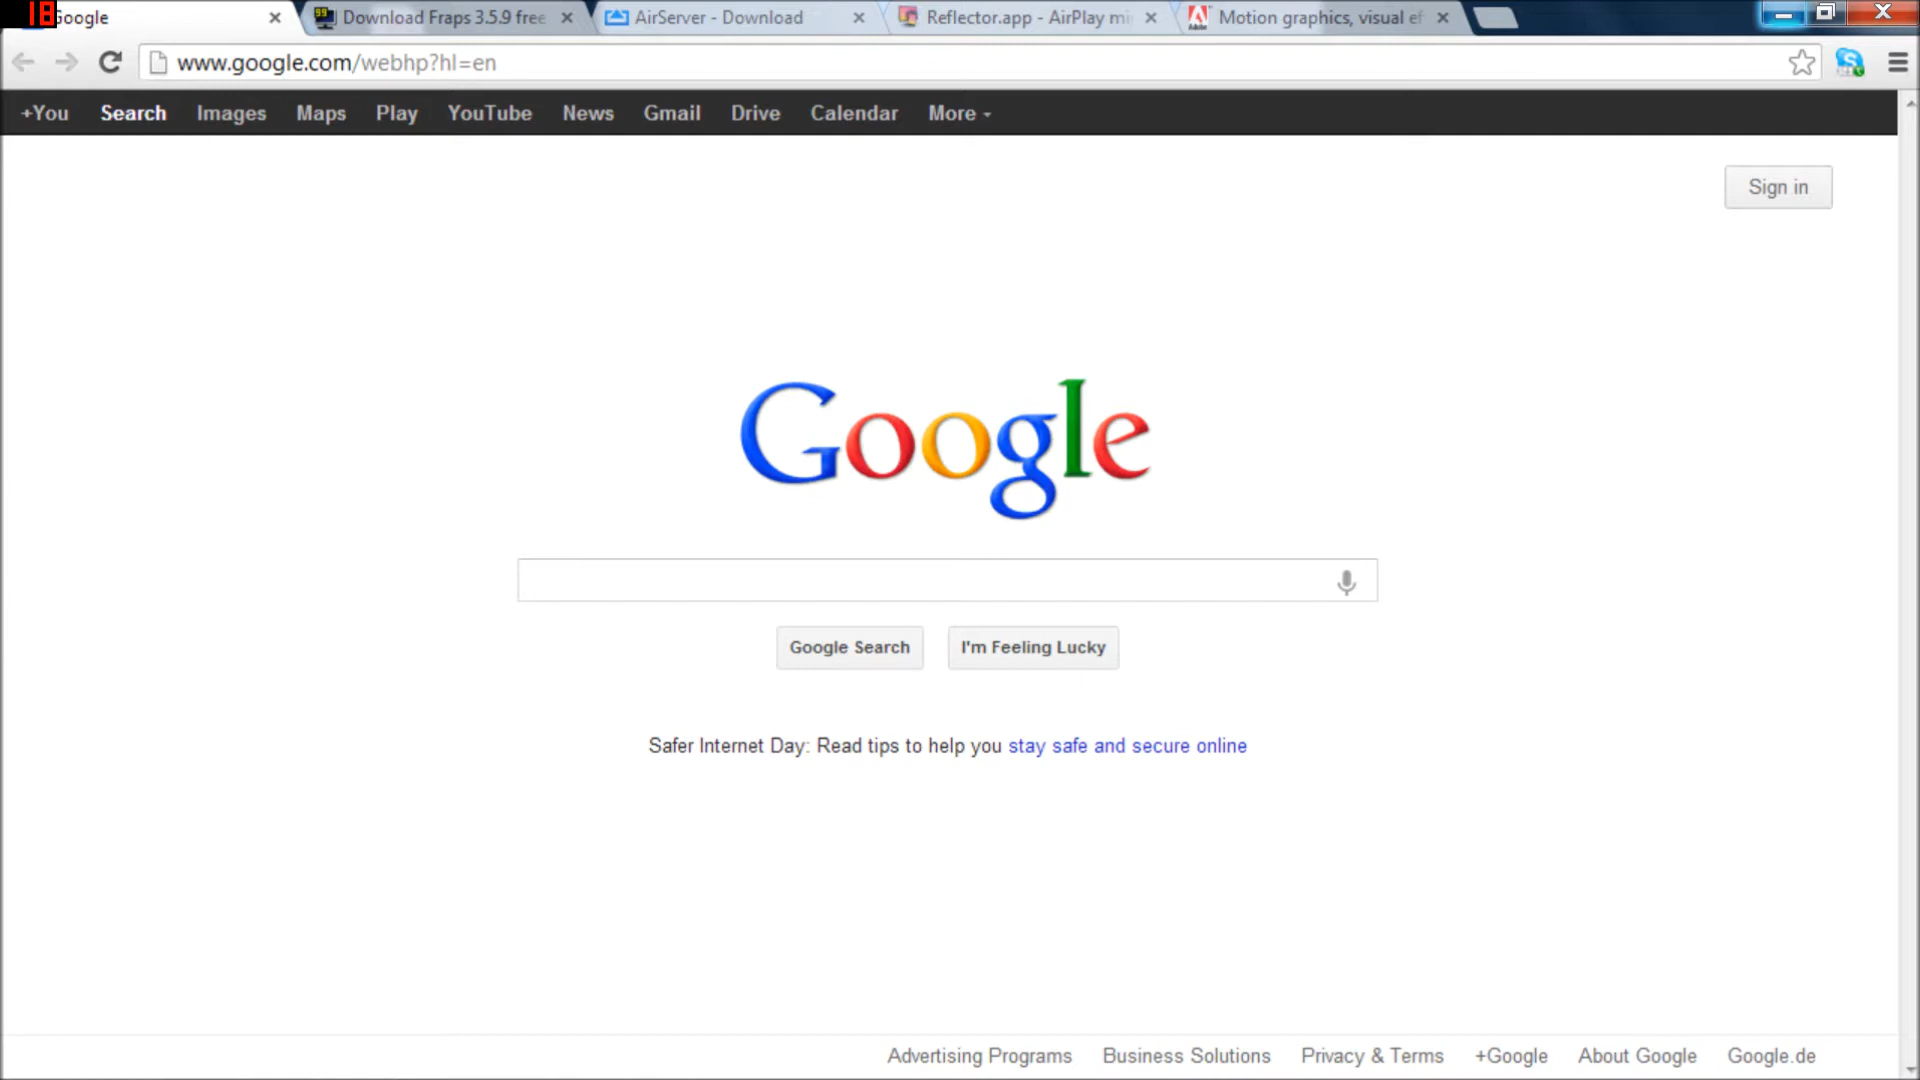 18
Google
99
Download Fraps 3.5.9 free
AirServer - Download
Reflector.app - AirPlay mi
Adobe
Motion graphics, visual ef
www.google.com/webhp?hl=en
+You
Search
Images
Maps
Play
YouTube
News
Gmail
Drive
Calendar
More
Sign in
Google
Google Search
I'm Feeling Lucky
Safer Internet Day: Read tips to help you stay safe and secure online
Advertising Programs
Business Solutions
Privacy & Terms
+Google
About Google
Google.de